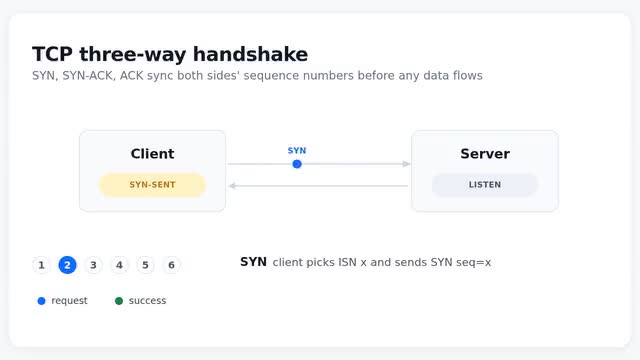 TCP three-way handshake
SYN, SYN-ACK, ACK sync both sides' sequence numbers before any data flows
Client
SYN-SENT
SYN
Server
LISTEN
1 2 3 4 5 6
SYN client picks ISN x and sends SYN seq=x
request success